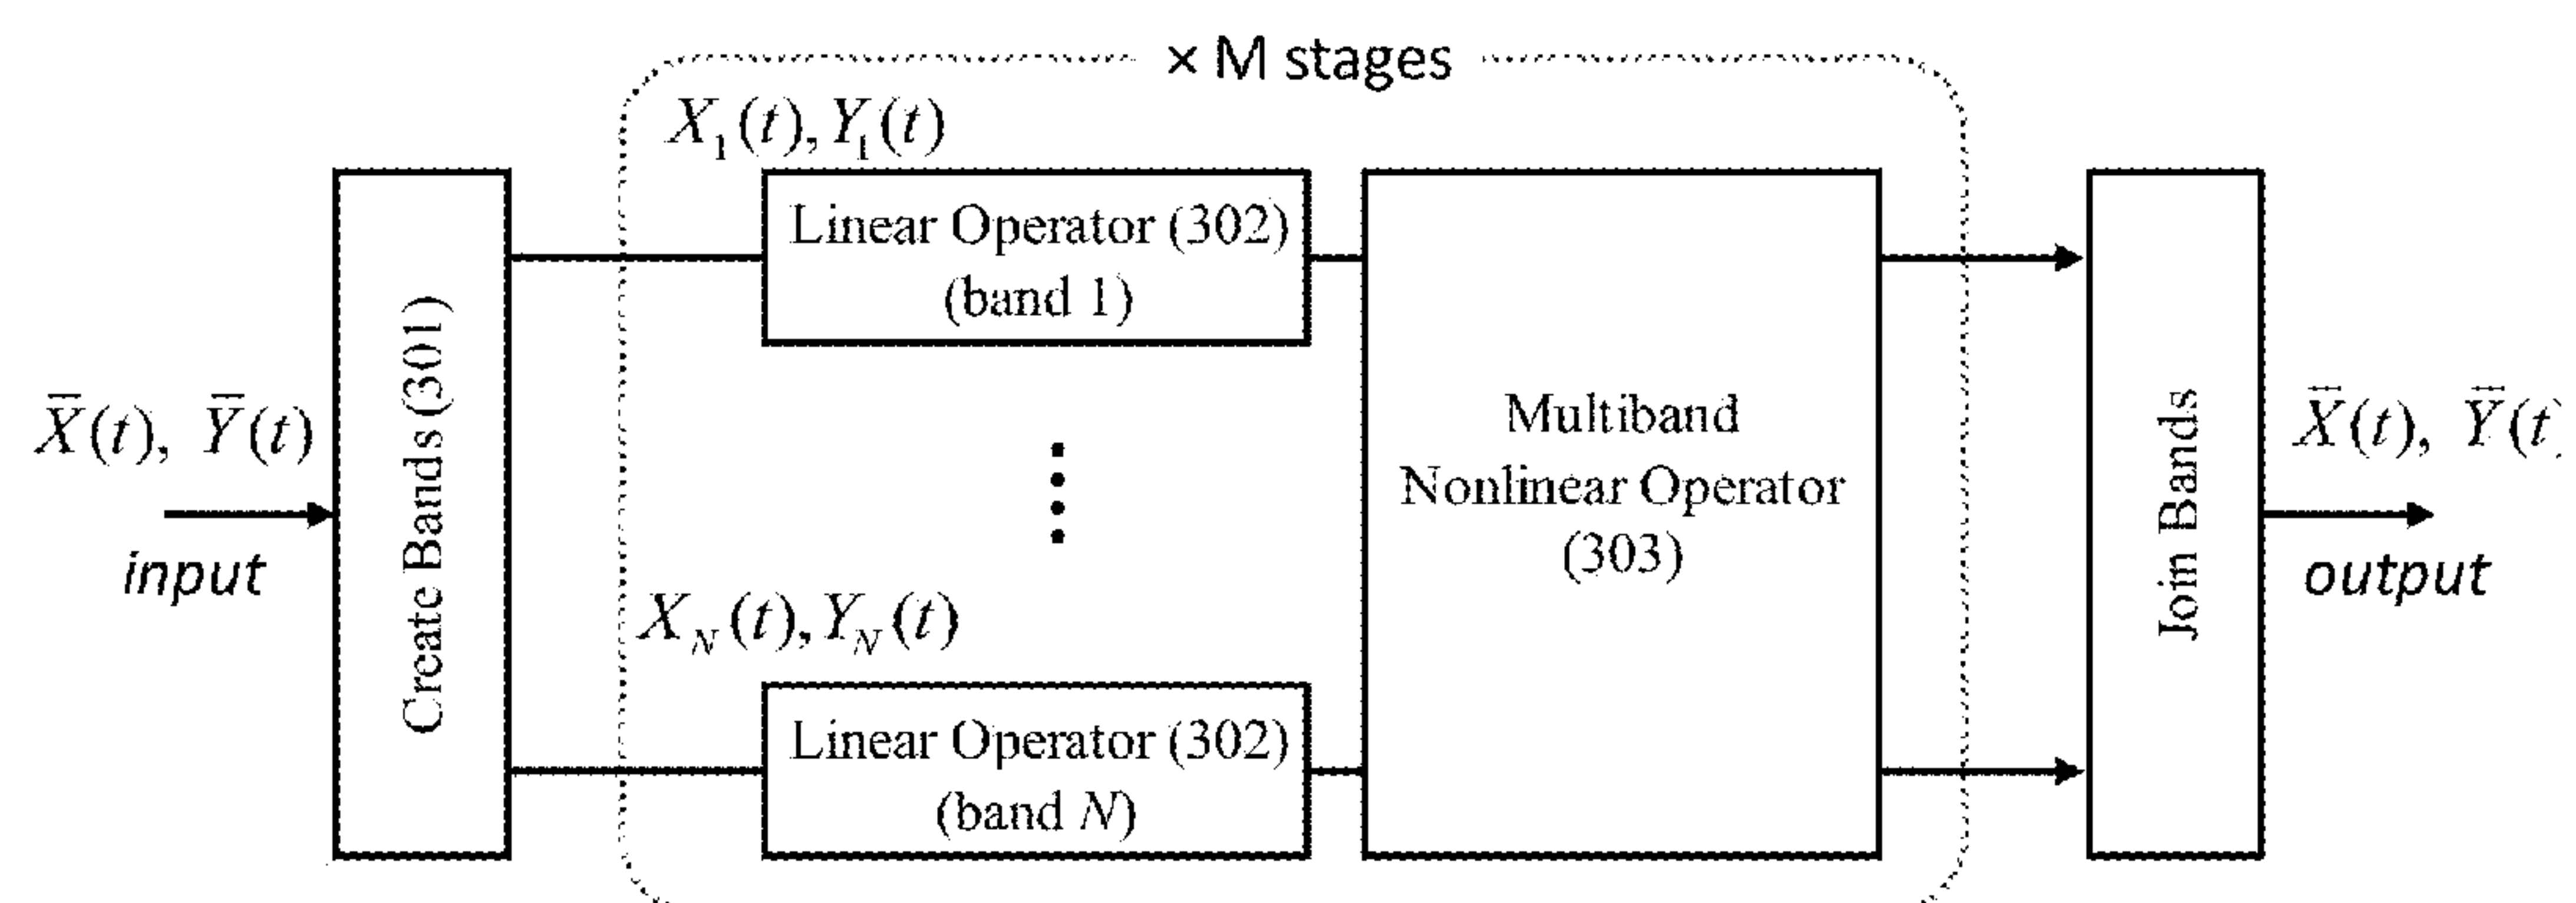 × M stages
X₁(t), Y₁(t)
Linear Operator (302)
(band 1)
Create Bands (301)
X̿(t), Y̿(t)
input
Multiband
Nonlinear Operator
(303)
X_N(t), Y_N(t)
Linear Operator (302)
(band N)
Join Bands
X̿(t), Y̿(t
output